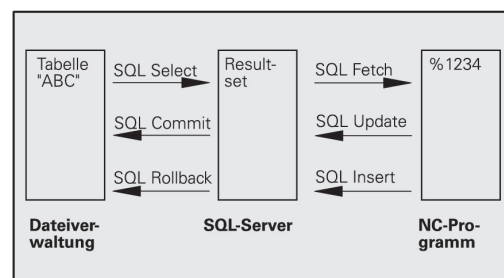 Tabelle
"ABC"
SQL Select
SQL Commit
SQL Rollback
Result-
set
SQL Fetch
SQL Update
SQL Insert
%1234
Dateiver-
waltung
SQL-Server
NC-Pro-
gramm